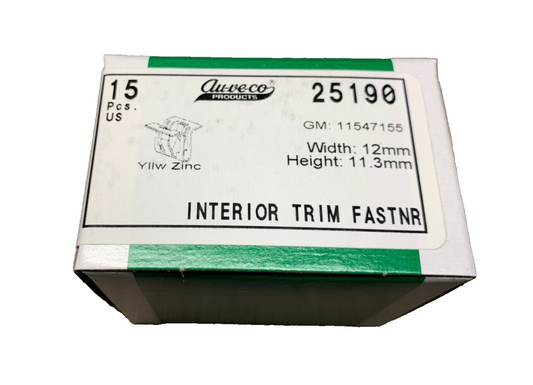 15
Pcs.
US
au-ve-co®
PRODUCTS
25190
GM: 11547155
Width: 12mm
Height: 11.3mm
Yllw Zinc
INTERIOR TRIM FASTNR